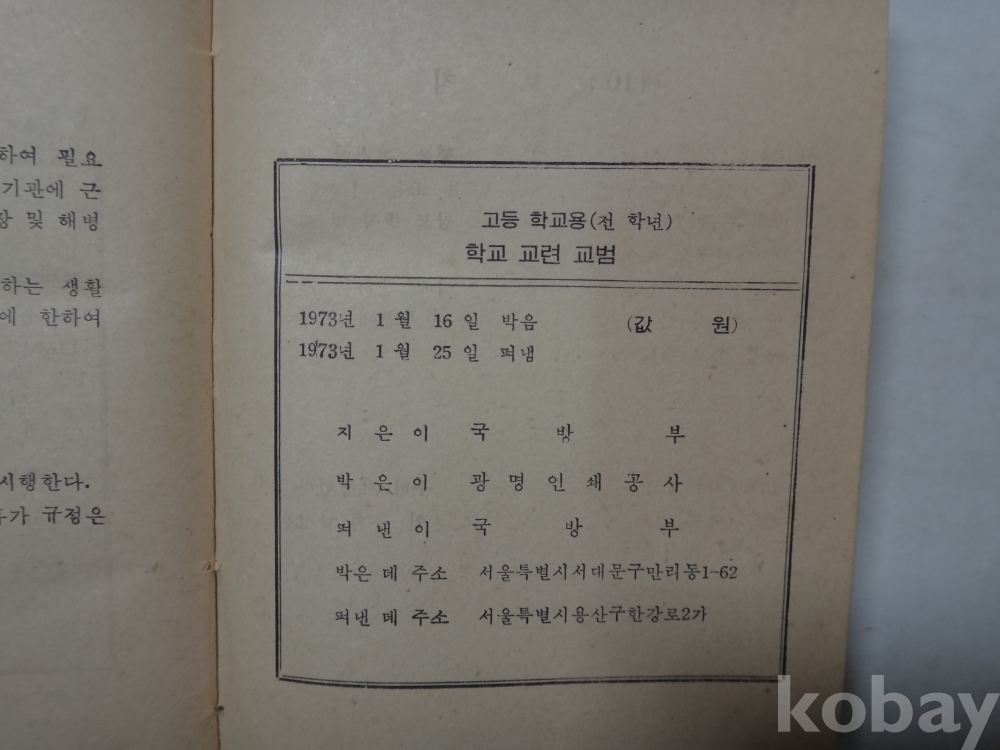 하여 필요
기관에 근
장 및 해병
하는 생활
에 한하여
시행한다.
규정은
고등 학교용(전 학년)
학교 교련 교범
1973년 1 월 16 일 박음 (값 원)
1973년 1 월 25 일 펴냄
지 은 이 국 방 부
박 은 이 광 명 인 쇄 공 사
펴 낸 이 국 방 부
박은 데 주소 서울특별시서대문구만리동1-62
펴낸 데 주소 서울특별시용산구한강로2가
kobay